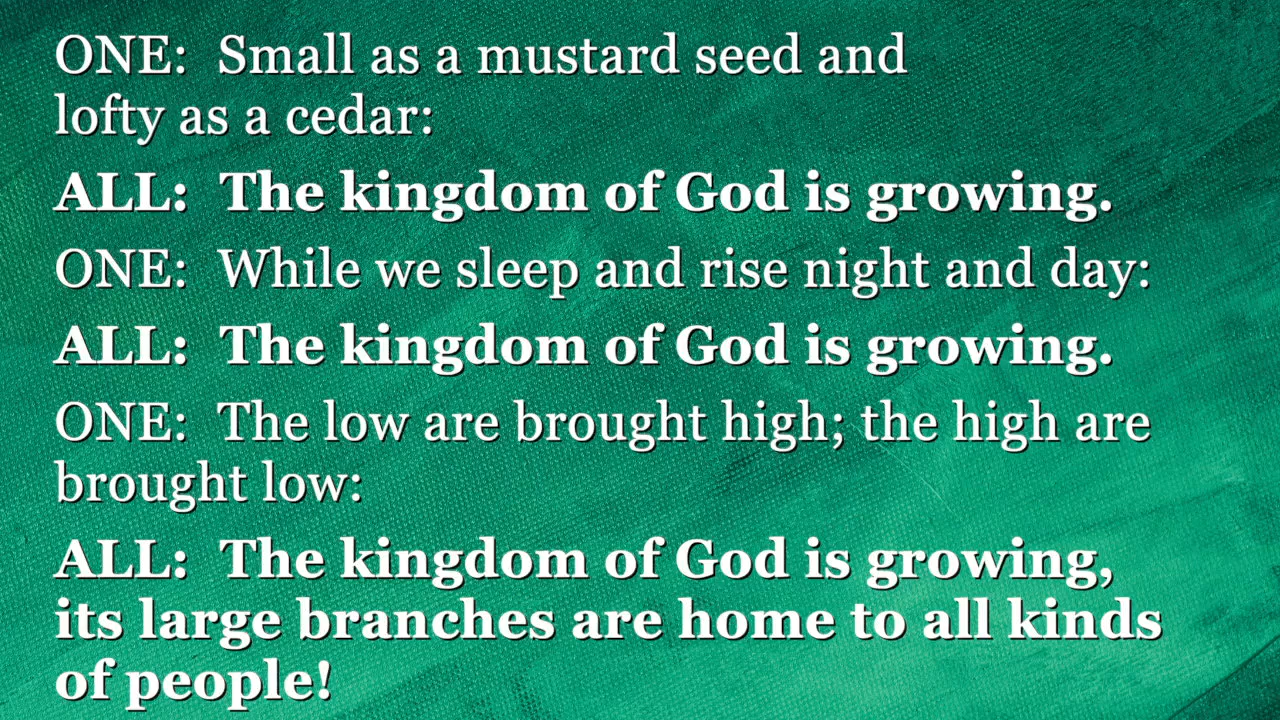 ONE:  Small as a mustard seed and
lofty as a cedar:
ALL:  The kingdom of God is growing.
ONE:  While we sleep and rise night and day:
ALL:  The kingdom of God is growing.
ONE:  The low are brought high; the high are
brought low:
ALL:  The kingdom of God is growing,
its large branches are home to all kinds
of people!